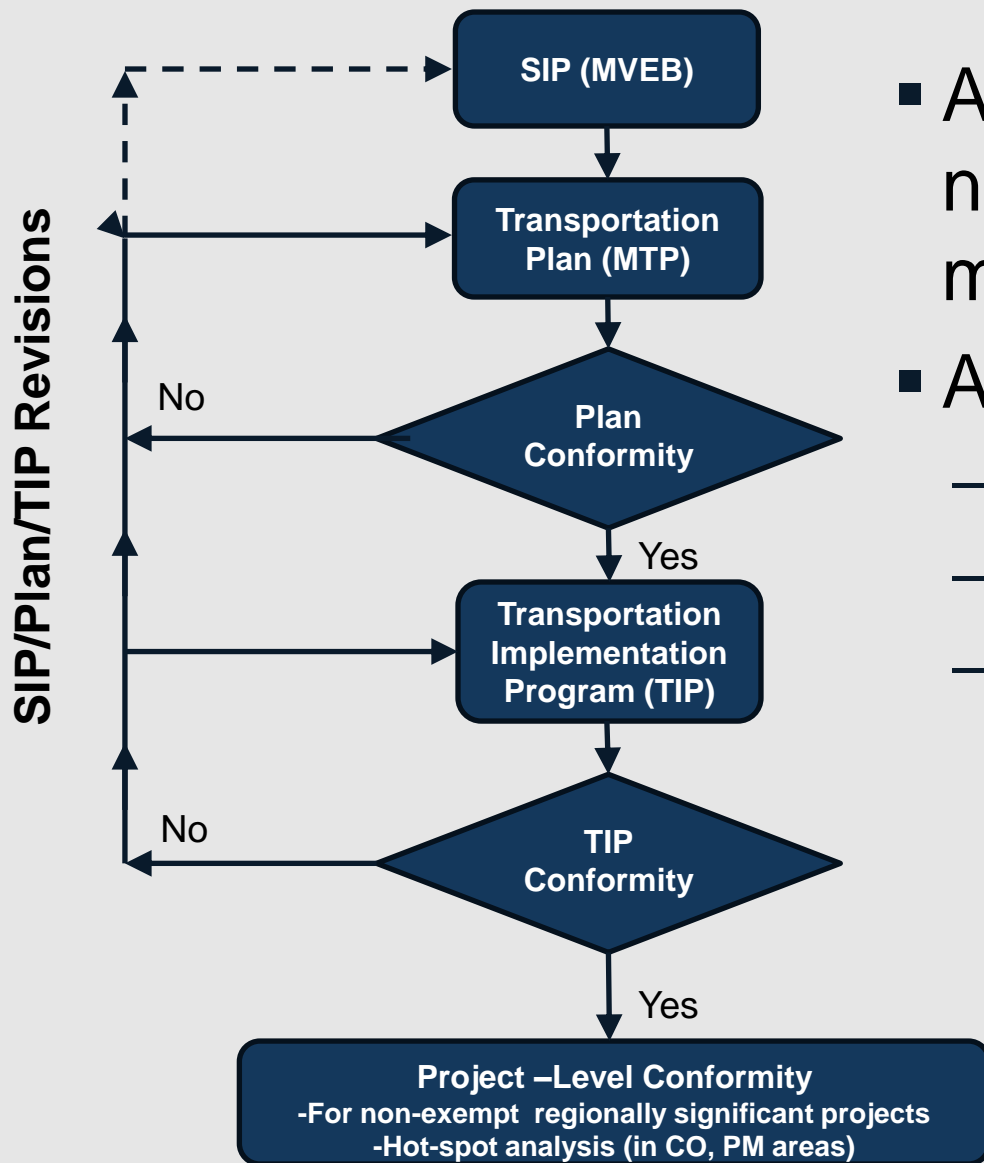 SIP (MVEB)
Transportation
Plan (MTP)
Plan
Conformity
No
Yes
Transportation
Implementation
Program (TIP)
TIP
Conformity
No
Yes
Project –Level Conformity
-For non-exempt regionally significant projects
-Hot-spot analysis (in CO, PM areas)
SIP/Plan/TIP Revisions